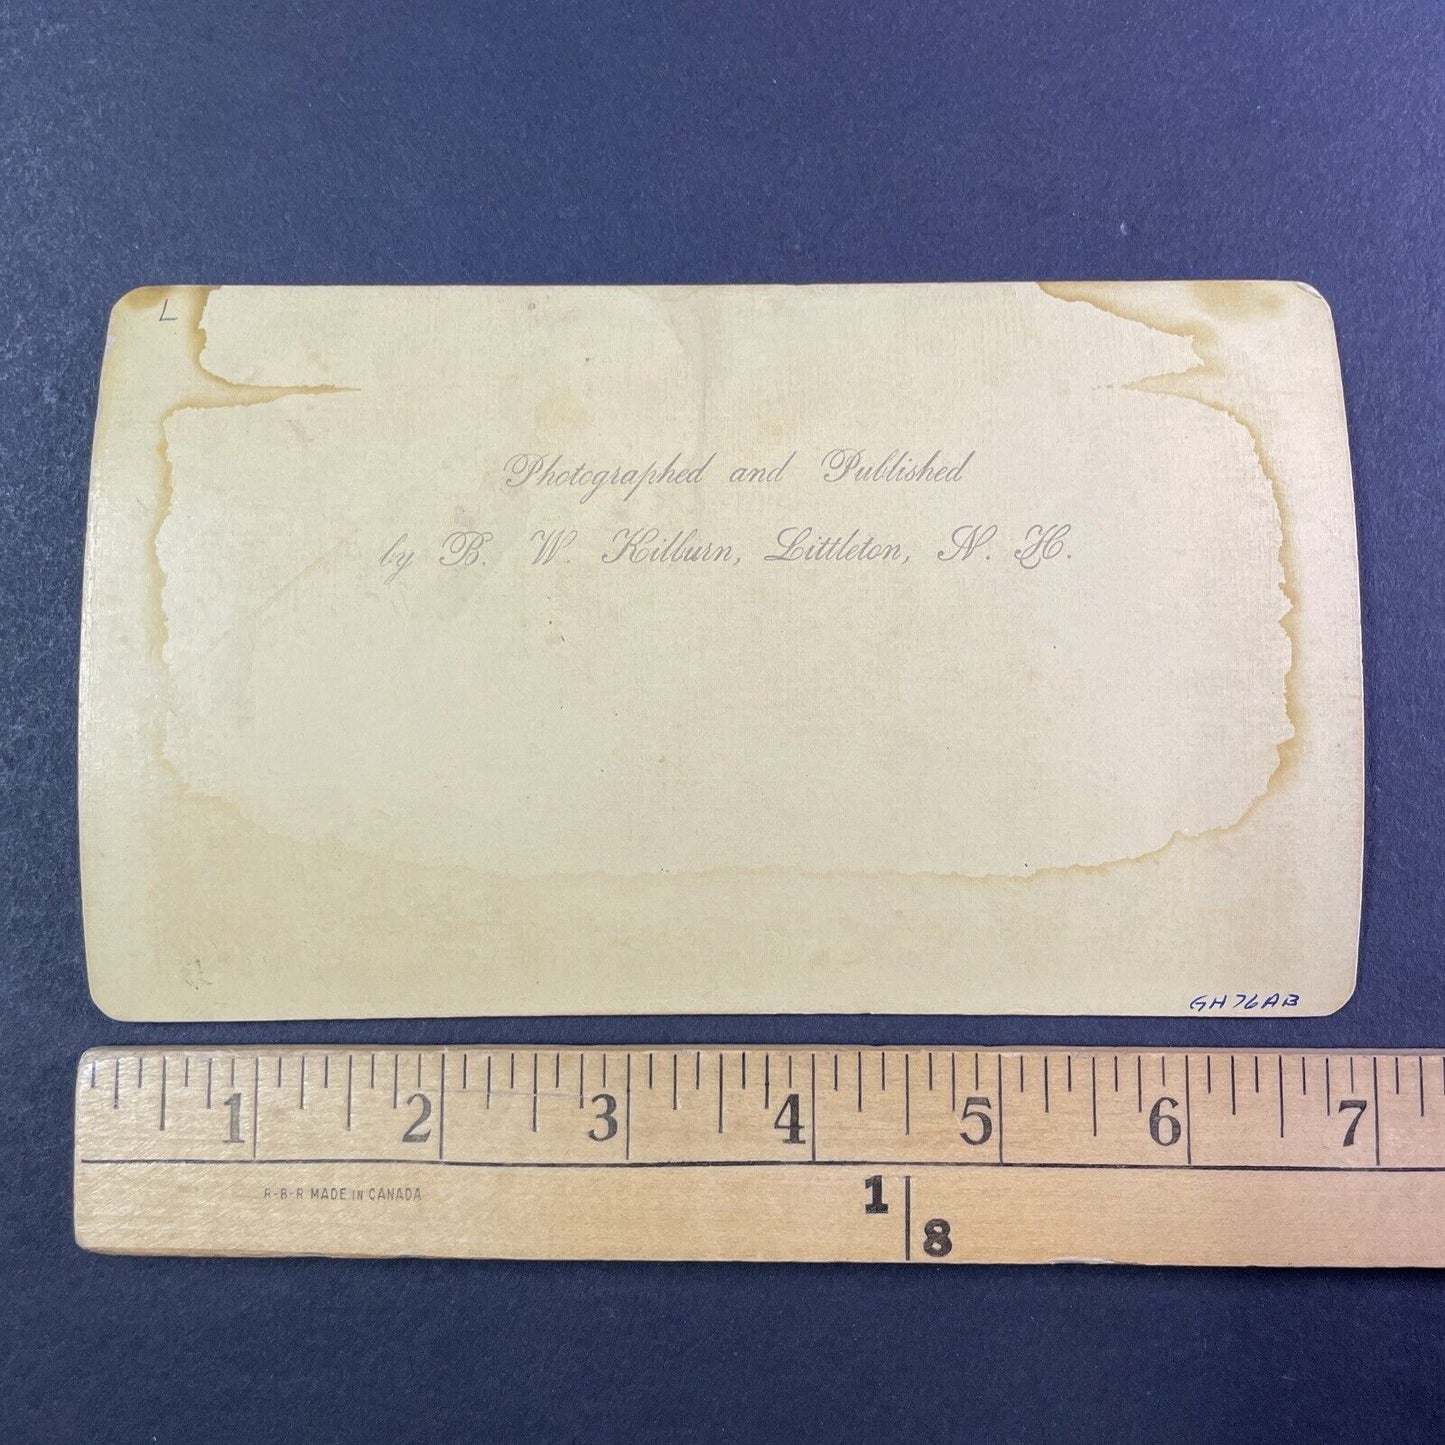 L
Photographed and Published
by B. W. Kilburn, Littleton, N. H.
GH76AB
1 2 3 4 5 6 7
R-B-R MADE IN CANADA
1 8